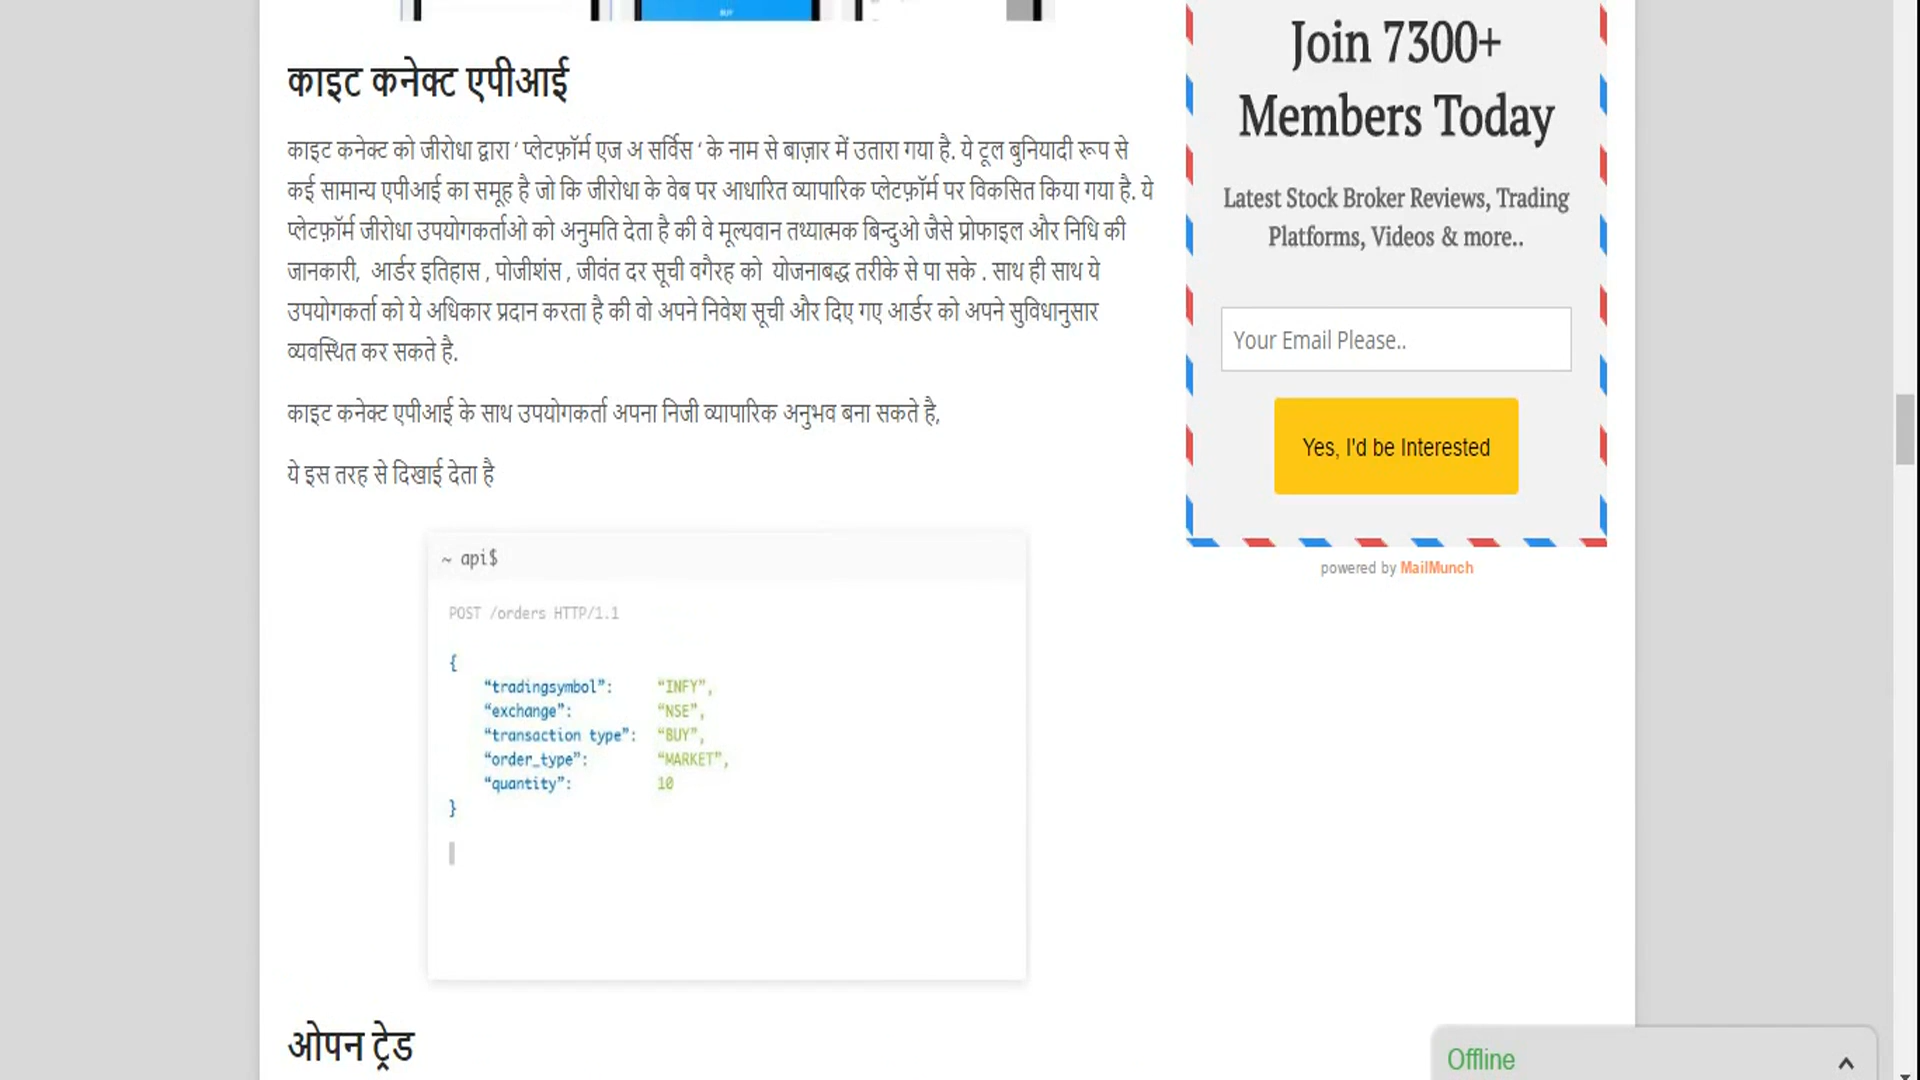 BUY
काइट कनेक्ट एपीआई
काइट कनेक्ट को जीरोधा द्वारा ‘ प्लेटफ़ॉर्म एज अ सर्विस ‘ के नाम से बाज़ार में उतारा गया है. ये टूल बुनियादी रूप से
कई सामान्य एपीआई का समूह है जो कि जीरोधा के वेब पर आधारित व्यापारिक प्लेटफ़ॉर्म पर विकसित किया गया है. ये
प्लेटफ़ॉर्म जीरोधा उपयोगकर्ताओ को अनुमति देता है की वे मूल्यवान तथ्यात्मक बिन्दुओ जैसे प्रोफाइल और निधि की
जानकारी,  आर्डर इतिहास , पोजीशंस , जीवंत दर सूची वगैरह को  योजनाबद्ध तरीके से पा सके . साथ ही साथ ये
उपयोगकर्ता को ये अधिकार प्रदान करता है की वो अपने निवेश सूची और दिए गए आर्डर को अपने सुविधानुसार
व्यवस्थित कर सकते है.
काइट कनेक्ट एपीआई के साथ उपयोगकर्ता अपना निजी व्यापारिक अनुभव बना सकते है,
ये इस तरह से दिखाई देता है
~ api$
POST /orders HTTP/1.1
{
“tradingsymbol”: “INFY”,
“exchange”: “NSE”,
“transaction type”: “BUY”,
“order_type”: “MARKET”,
“quantity”: 10
}
ओपन ट्रेड
Join 7300+
Members Today
Latest Stock Broker Reviews, Trading
Platforms, Videos & more..
Your Email Please..
Yes, I'd be Interested
powered by MailMunch
Offline